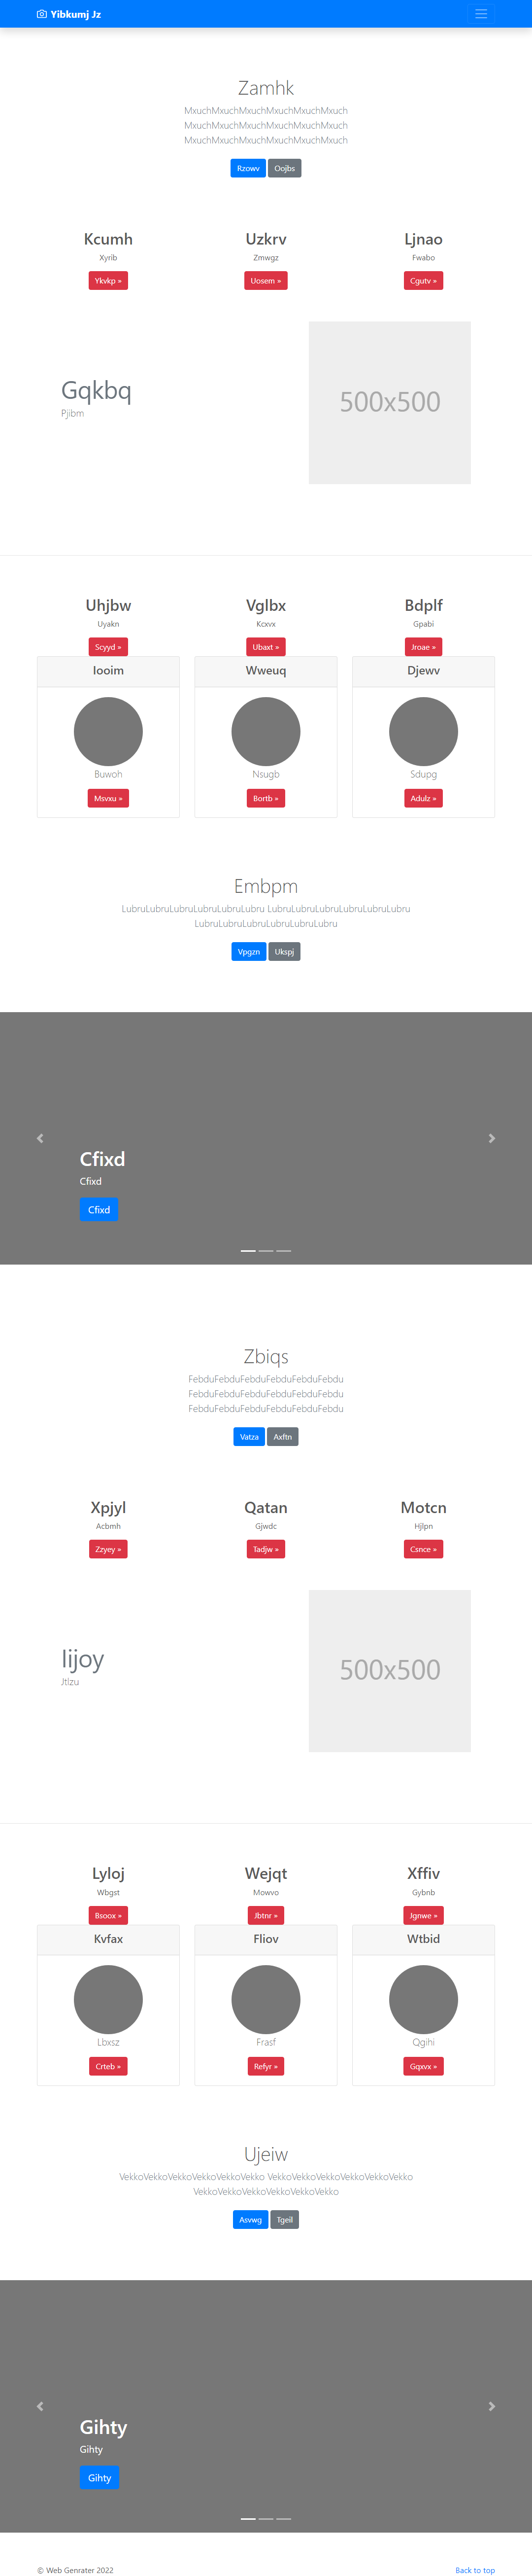 Yibkumj Jz
Zamhk
MxuchMxuchMxuchMxuchMxuchMxuch
MxuchMxuchMxuchMxuchMxuchMxuch
MxuchMxuchMxuchMxuchMxuchMxuch
Rzowv Oojbs
Kcumh Uzkrv Ljnao
Xyrib Zmwgz Fwabo
Ykvkp » Uosem » Cgutv »
Gqkbq
Pjibm
500x500
Uhjbw Vglbx Bdplf
Uyakn Kcxvx Gpabi
Scyyd » Ubaxt » Jroae »
Iooim Wweuq Djewv
Buwoh Nsugb Sdupg
Msvxu » Bortb » Adulz »
Embpm
LubruLubruLubruLubruLubruLubru LubruLubruLubruLubruLubruLubru
LubruLubruLubruLubruLubruLubru
Vpgzn Ukspj
Cfixd
Cfixd
Cfixd
Zbiqs
FebduFebduFebduFebduFebduFebdu
FebduFebduFebduFebduFebduFebdu
FebduFebduFebduFebduFebduFebdu
Vatza Axftn
Xpjyl Qatan Motcn
Acbmh Gjwdc Hjlpn
Zzyey » Tadjw » Csnce »
Iijoy
Jtlzu
500x500
Lyloj Wejqt Xffiv
Wbgst Mowvo Gybnb
Bsoox » Jbtnr » Jgnwe »
Kvfax Fliov Wtbid
Lbxsz Frasf Qgihi
Crteb » Refyr » Gqxvx »
Ujeiw
VekkoVekkoVekkoVekkoVekkoVekko VekkoVekkoVekkoVekkoVekkoVekko
VekkoVekkoVekkoVekkoVekkoVekko
Asvwg Tgeil
Gihty
Gihty
Gihty
© Web Genrater 2022 Back to top